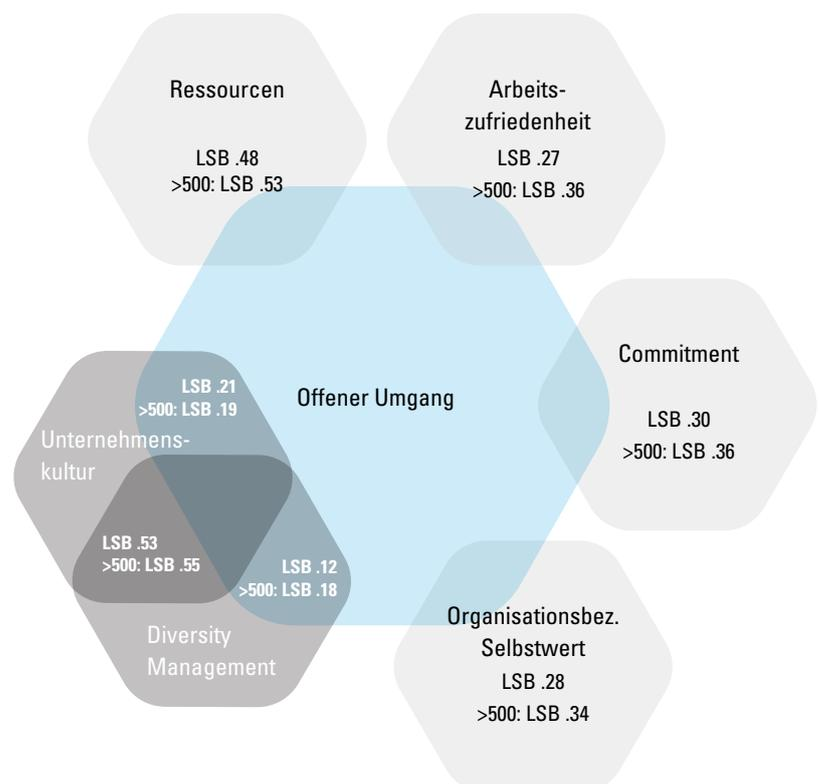 Ressourcen
LSB .48
>500: LSB .53
Arbeits-
zufriedenheit
LSB .27
>500: LSB .36
Commitment
LSB .30
>500: LSB .36
Offener Umgang
LSB .21
>500: LSB .19
Unternehmens-
kultur
LSB .53
>500: LSB .55
LSB .12
>500: LSB .18
Diversity
Management
Organisationsbez.
Selbstwert
LSB .28
>500: LSB .34